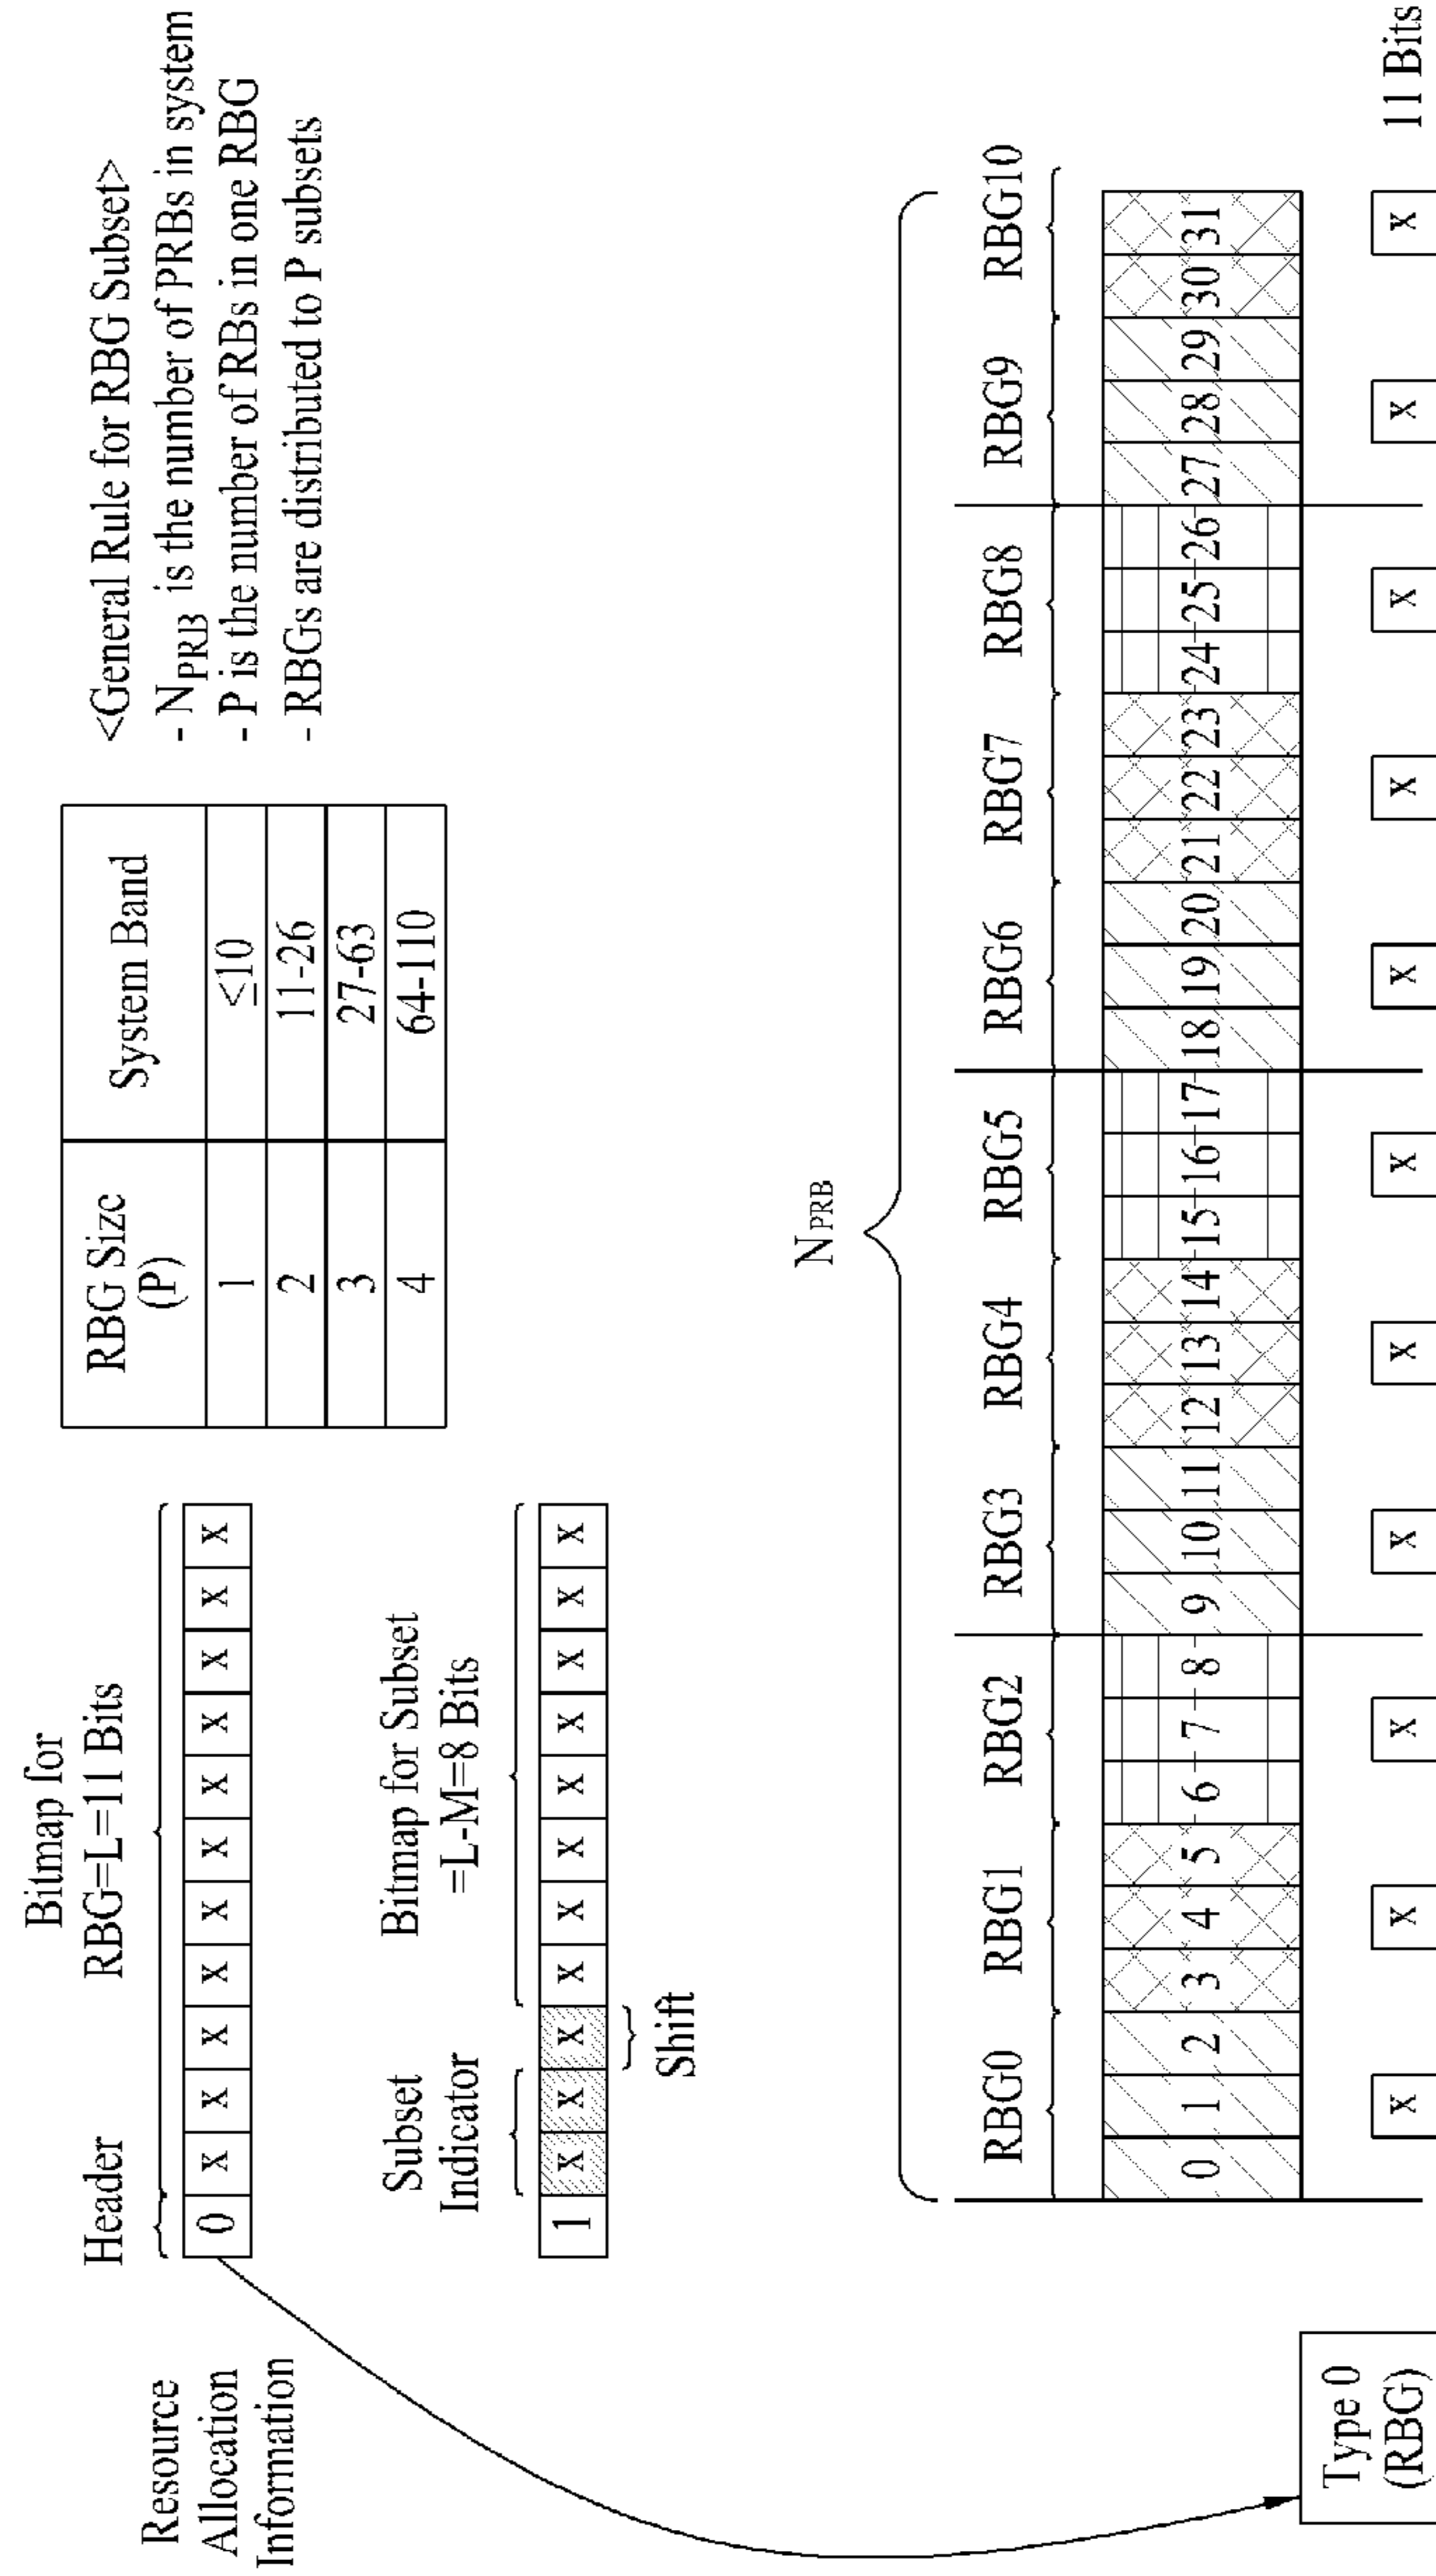 Bitmap for
RBG=L=11 Bits
Header
Resource
Allocation
Information
0 X X X X X X X X X X X
Subset
Indicator
Bitmap for Subset
=L-M=8 Bits
1 X X X X X X X X X X X
Shift
RBG Size
(P)
System Band
1 ≤10
2 11-26
3 27-63
4 64-110
<General Rule for RBG Subset>
- NPRB is the number of PRBs in system
- P is the number of RBs in one RBG
- RBGs are distributed to P subsets
NPRB
RBG0 RBG1 RBG2 RBG3 RBG4 RBG5 RBG6 RBG7 RBG8 RBG9 RBG10
0 1 2 3 4 5 6 7 8 9 10 11 12 13 14 15 16 17 18 19 20 21 22 23 24 25 26 27 28 29 30 31
Type 0
(RBG)
X X X X X X X X X X X
11 Bits